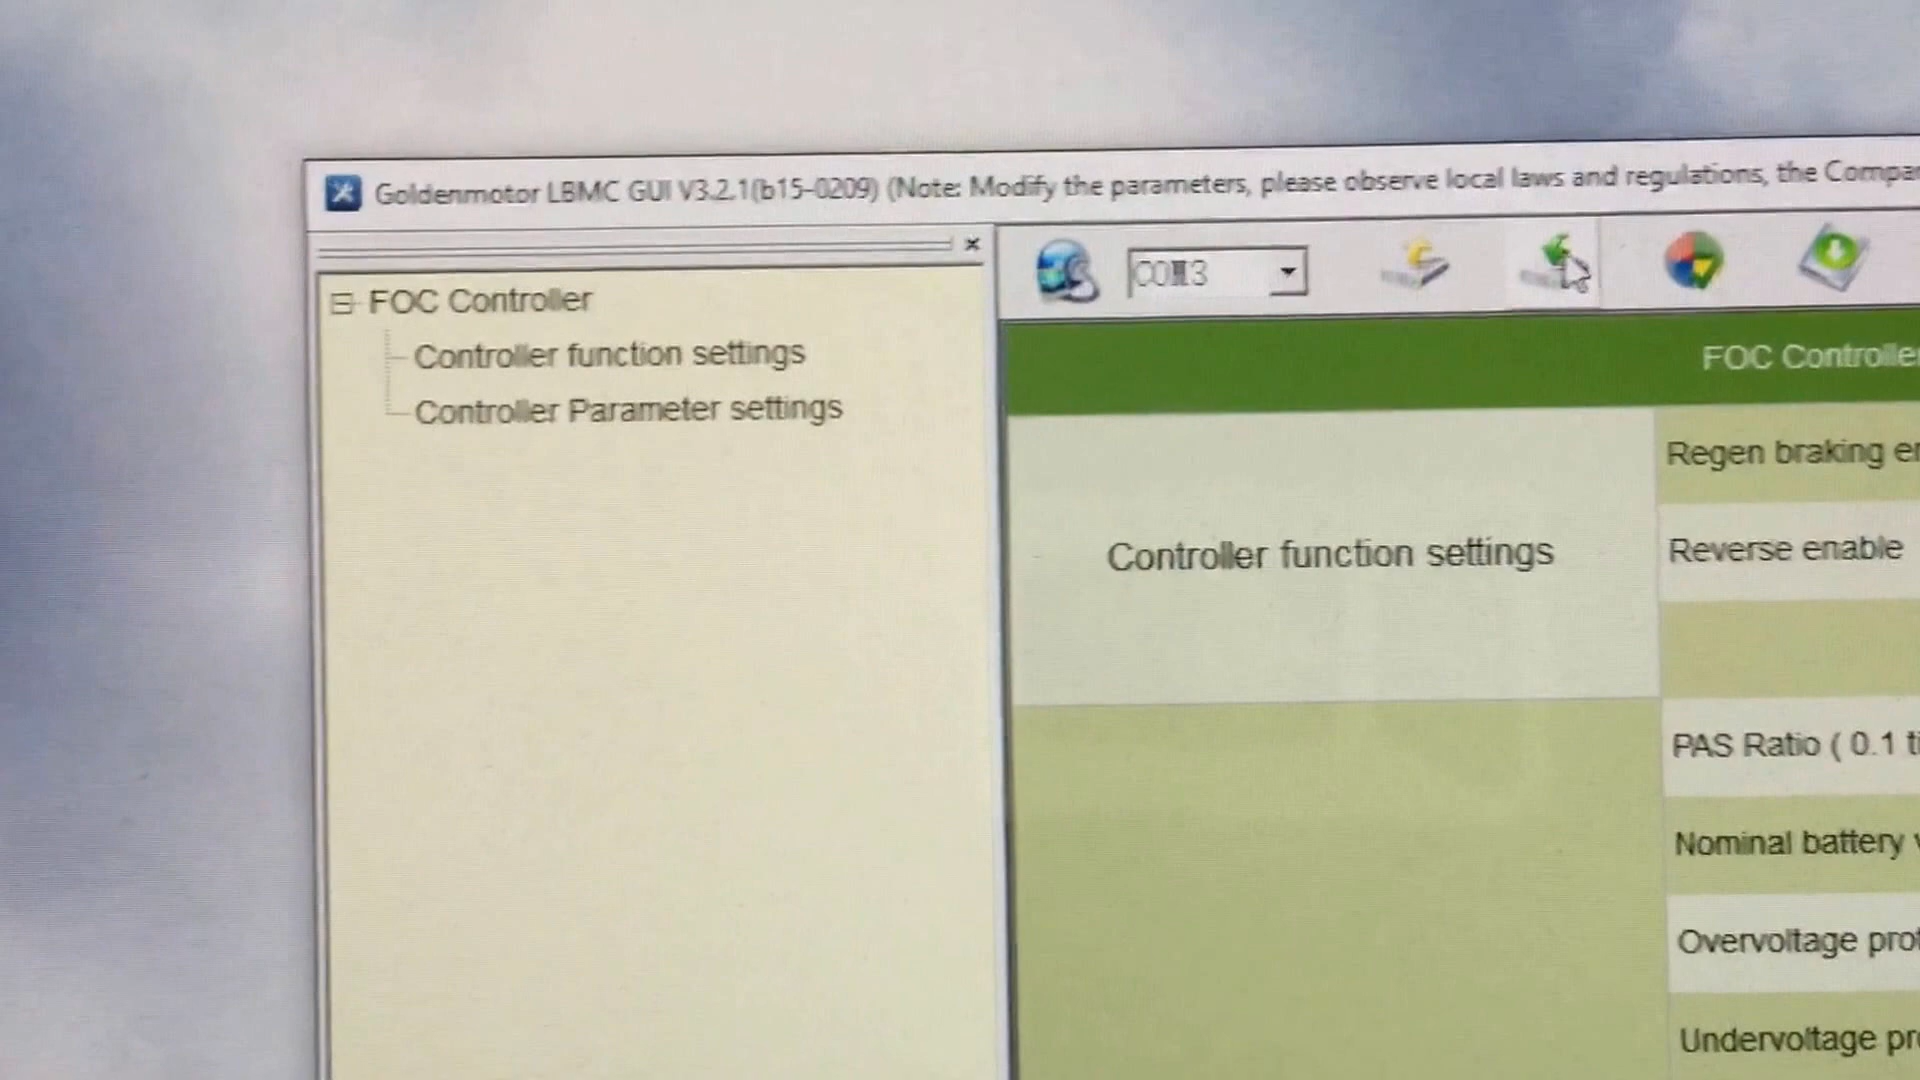 Goldenmotor LBMC GUI V3.2.1(b15-0209) (Note: Modify the parameters, please observe local laws and regulations, the
FOC Controller
Controller function settings
Controller Parameter settings
COM3
FOC Controller
Controller function settings
Regen braking
Reverse enable
PAS Ratio ( 0.1
Nominal battery
Overvoltage
Undervoltage